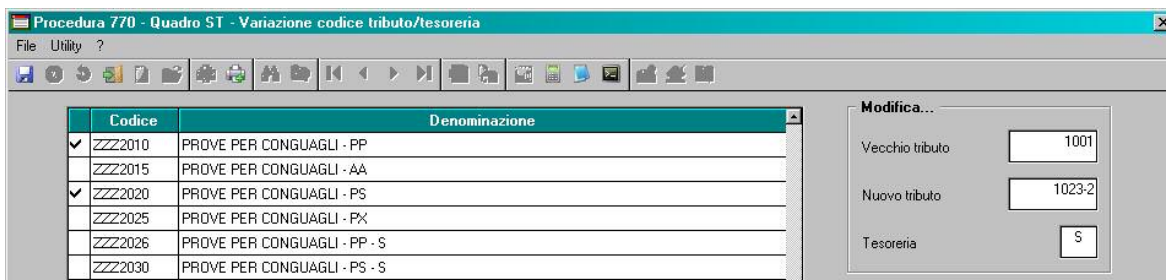 Procedura 770 - Quadro ST - Variazione codice tributo/tesoreria
File Utility ?
Codice Denominazione
ZZZ2010 PROVE PER CONGUAGLI - PP
ZZZ2015 PROVE PER CONGUAGLI - AA
ZZZ2020 PROVE PER CONGUAGLI - PS
ZZZ2025 PROVE PER CONGUAGLI - PX
ZZZ2026 PROVE PER CONGUAGLI - PP - S
ZZZ2030 PROVE PER CONGUAGLI - PS - S
Modifica...
Vecchio tributo 1001
Nuovo tributo 1023-2
Tesoreria S